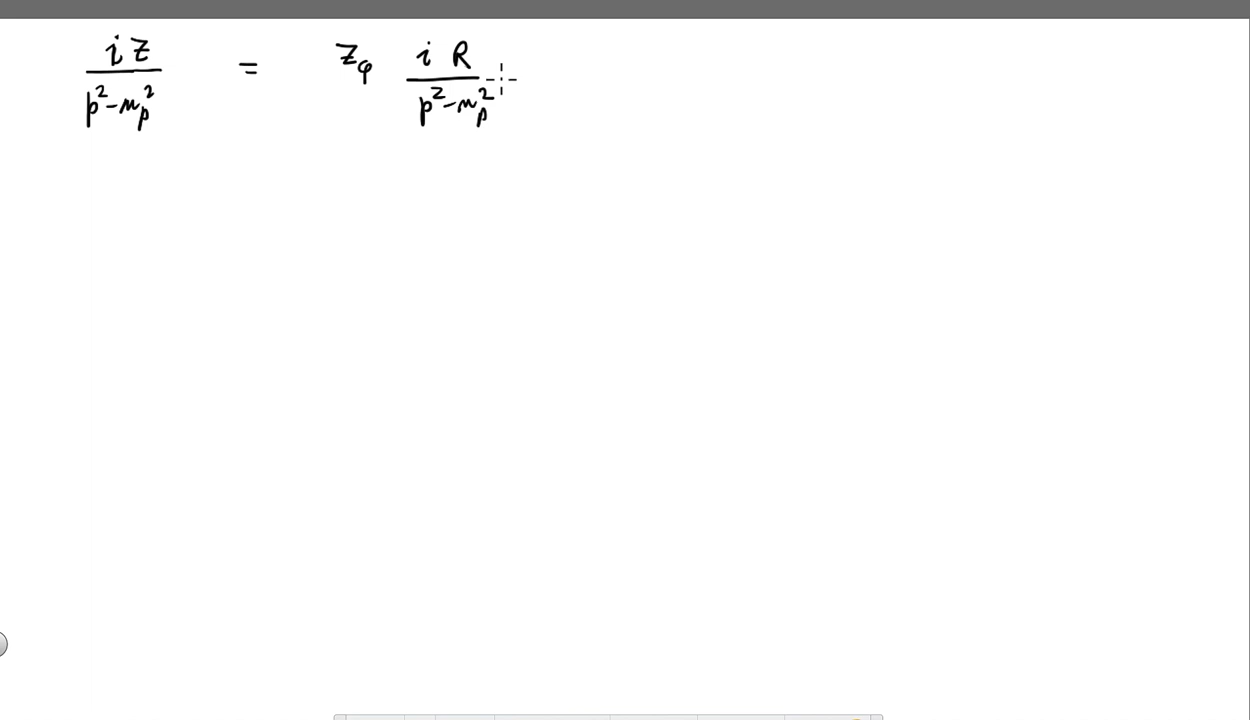 iZ / (p² - m_p²) = Z_φ iR / (p² - m_p²)